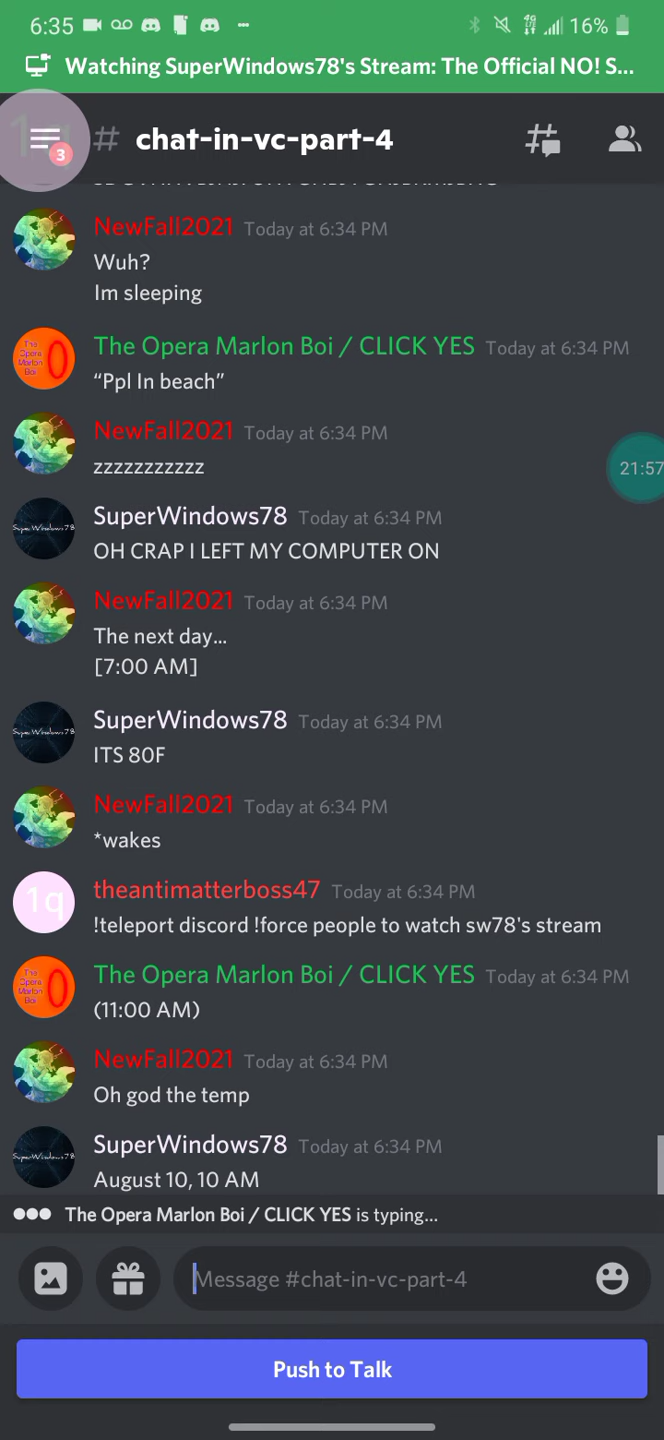 6:35 4G 16%
Watching SuperWindows78's Stream: The Official NO! S...
3 # chat-in-vc-part-4
NewFall2021 Today at 6:34 PM
Wuh?
Im sleeping
The Opera Marlon Boi / CLICK YES Today at 6:34 PM
“Ppl In beach”
NewFall2021 Today at 6:34 PM
zzzzzzzzzzz
21:57
SuperWindows78 Today at 6:34 PM
OH CRAP I LEFT MY COMPUTER ON
NewFall2021 Today at 6:34 PM
The next day...
[7:00 AM]
SuperWindows78 Today at 6:34 PM
ITS 80F
NewFall2021 Today at 6:34 PM
*wakes
theantimatterboss47 Today at 6:34 PM
!teleport discord !force people to watch sw78's stream
The Opera Marlon Boi / CLICK YES Today at 6:34 PM
(11:00 AM)
NewFall2021 Today at 6:34 PM
Oh god the temp
SuperWindows78 Today at 6:34 PM
August 10, 10 AM
The Opera Marlon Boi / CLICK YES is typing...
Message #chat-in-vc-part-4
Push to Talk